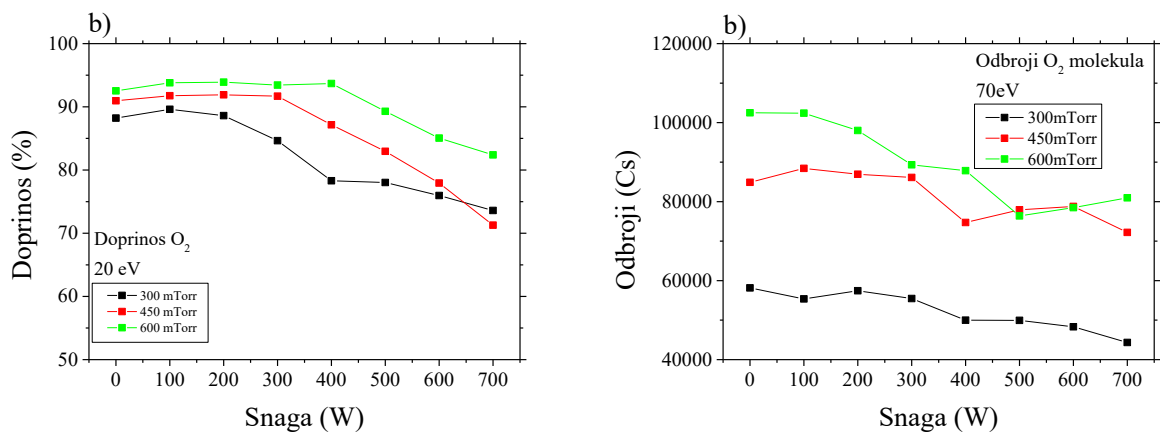 b)
Doprinos (%)
100
90
80
70
60
50
Doprinos O₂
20 eV
300 mTorr
450 mTorr
600 mTorr
0 100 200 300 400 500 600 700
Snaga (W)
b)
Odbroji (Cs)
120000
100000
80000
60000
40000
Odbroji O₂ molekula
70eV
300mTorr
450mTorr
600mTorr
0 100 200 300 400 500 600 700
Snaga (W)